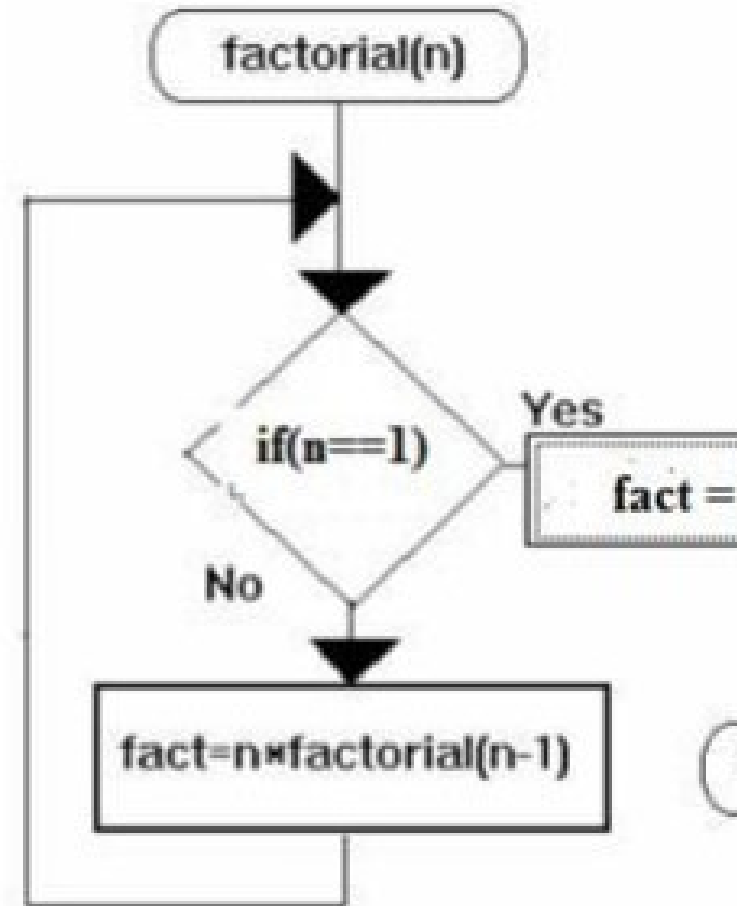 factorial(n)
if(n==1)
Yes
fact =
No
fact=n*factorial(n-1)